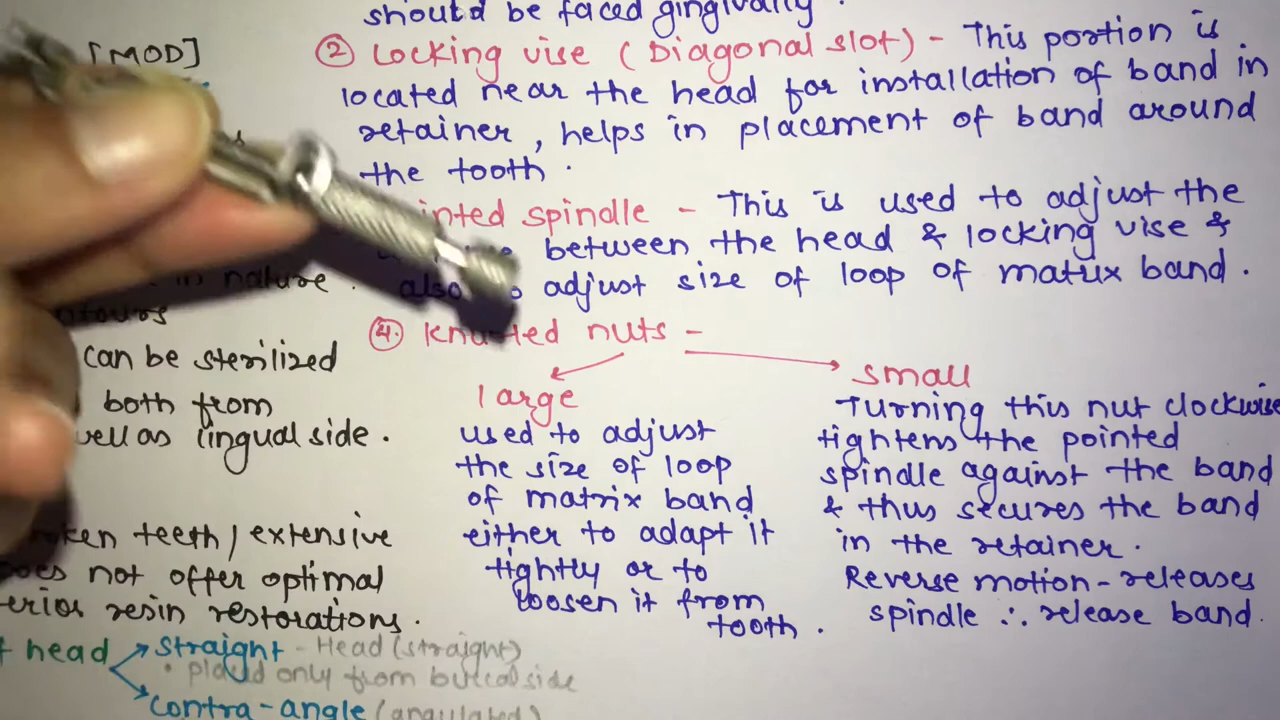 should be faced gingivally.
[MOD]
② Locking vise (Diagonal slot) - This portion is
located near the head for installation of band in
retainer, helps in placement of band around
the tooth.
spindle - This is used to adjust the
between the head & locking vise &
also adjust size of loop of matrix band.
in nature.
④ nuts -
can be sterilized
large
small
both from
as lingual side.
used to adjust
the size of loop
of matrix band
either to adapt it
tightly or to
loosen it from
tooth.
Turning this nut clockwise
tightens the pointed
spindle against the band
& thus secures the band
in the retainer.
Reverse motion - releases
spindle ∴ release band.
teeth / extensive
does not offer optimal
resin restorations.
head straight - Head (straight)
• placed only from buccal side
contra-angle (angulated)